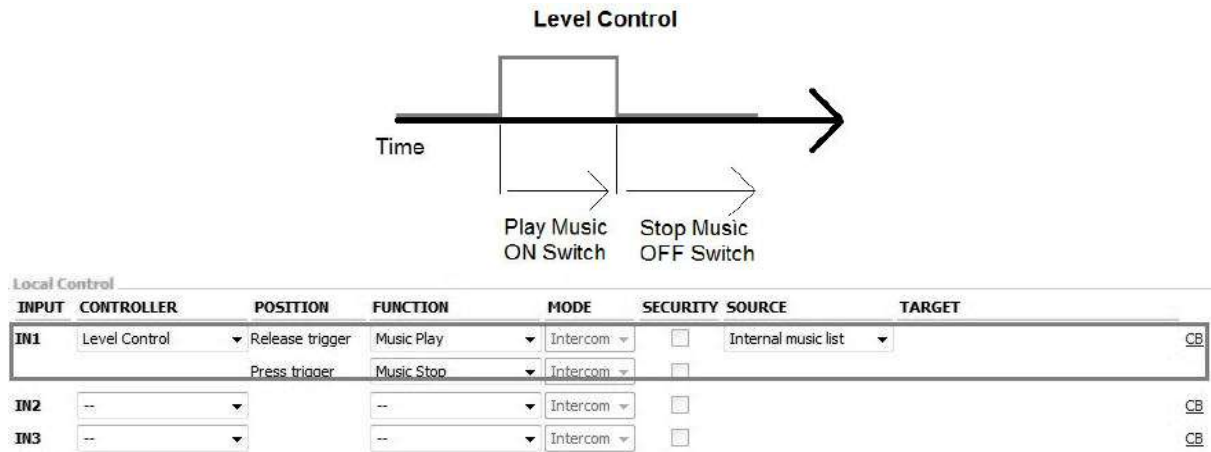 Level Control
Time
Play Music Stop Music
ON Switch OFF Switch
Local Control
INPUT CONTROLLER POSITION FUNCTION MODE SECURITY SOURCE TARGET
IN1 Level Control Release trigger Music Play Intercom Internal music list CB
Press trigger Music Stop Intercom
IN2 -- -- Intercom CB
IN3 -- -- Intercom CB